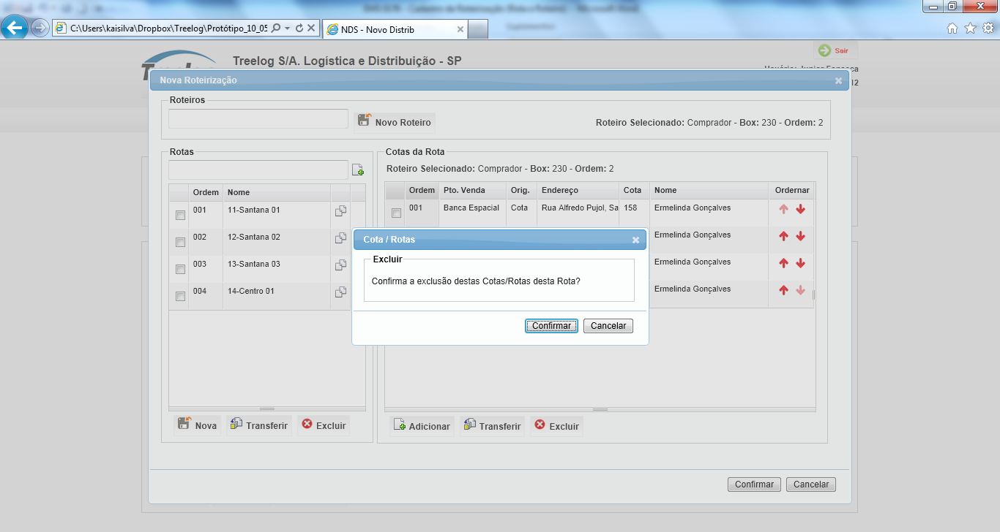 C:\Users\kaisilva\Dropbox\Treelog\Protótipo_10_05
NDS - Novo Distrib
Treelog S/A. Logística e Distribuição - SP
Sair
12
Nova Roteirização
Roteiros
Novo Roteiro
Roteiro Selecionado: Comprador - Box: 230 - Ordem: 2
Rotas
Cotas da Rota
Roteiro Selecionado: Comprador - Box: 230 - Ordem: 2
Ordem Nome
001 11-Santana 01
002 12-Santana 02
003 13-Santana 03
004 14-Centro 01
Ordem Pto. Venda Orig. Endereço Cota Nome Ordernar
001 Banca Espacial Cota Rua Alfredo Pujol, Sa 158 Ermelinda Gonçalves
Ermelinda Gonçalves
Ermelinda Gonçalves
Ermelinda Gonçalves
Cota / Rotas
Excluir
Confirma a exclusão destas Cotas/Rotas desta Rota?
Confirmar Cancelar
Nova Transferir Excluir
Adicionar Transferir Excluir
Confirmar Cancelar